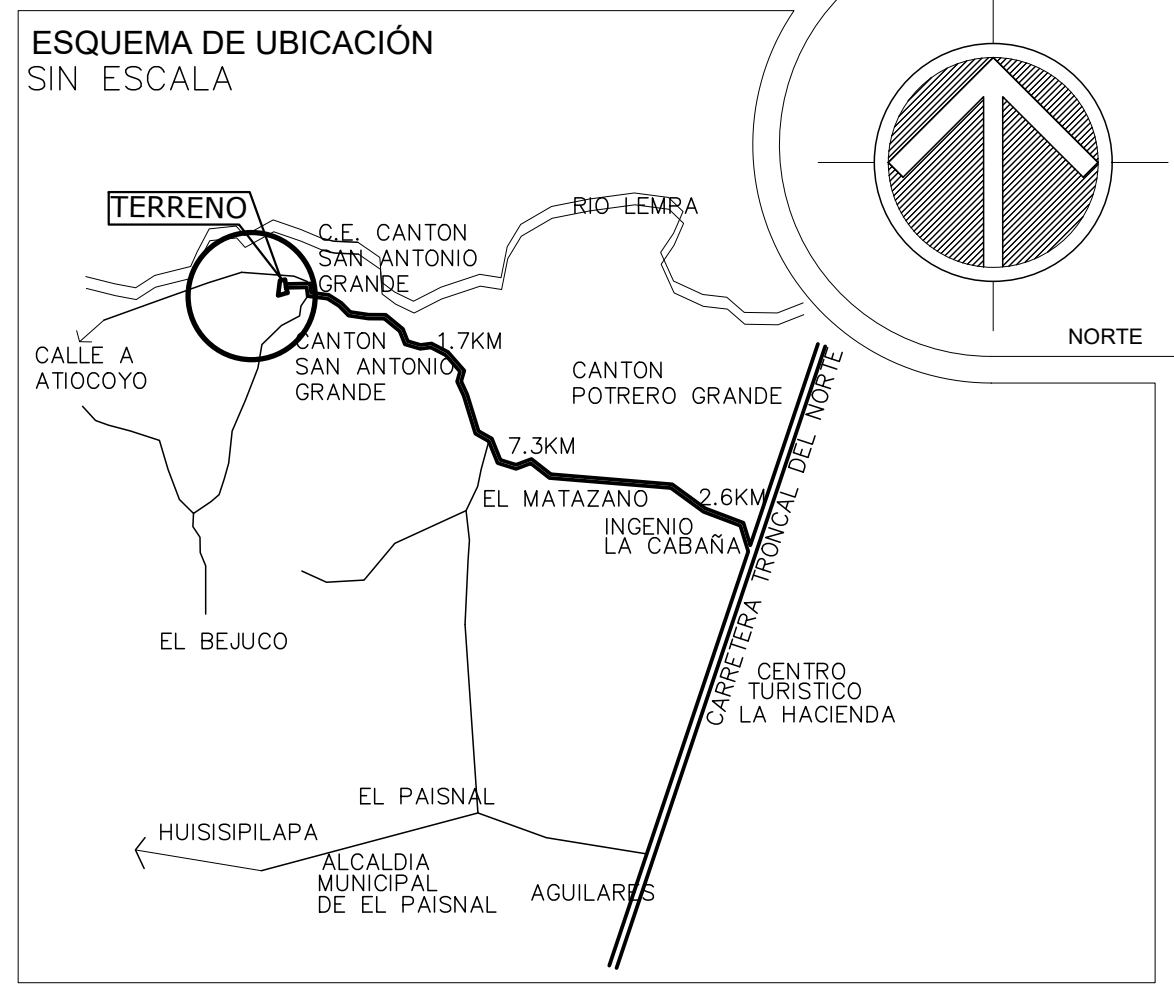 ESQUEMA DE UBICACIÓN
SIN ESCALA
NORTE
TERRENO
RIO LEMPA
C.E. CANTON
SAN ANTONIO
GRANDE
CALLE A
ATIOCOYO
CANTON
SAN ANTONIO
GRANDE
1.7KM
CANTON
POTRERO GRANDE
7.3KM
EL MATAZANO
2.6KM
INGENIO
LA CABAÑA
CARRETERA TRONCAL DEL NORTE
EL BEJUCO
CENTRO
TURISTICO
LA HACIENDA
EL PAISNAL
HUISISIPILAPA
ALCALDIA
MUNICIPAL
DE EL PAISNAL
AGUILARES